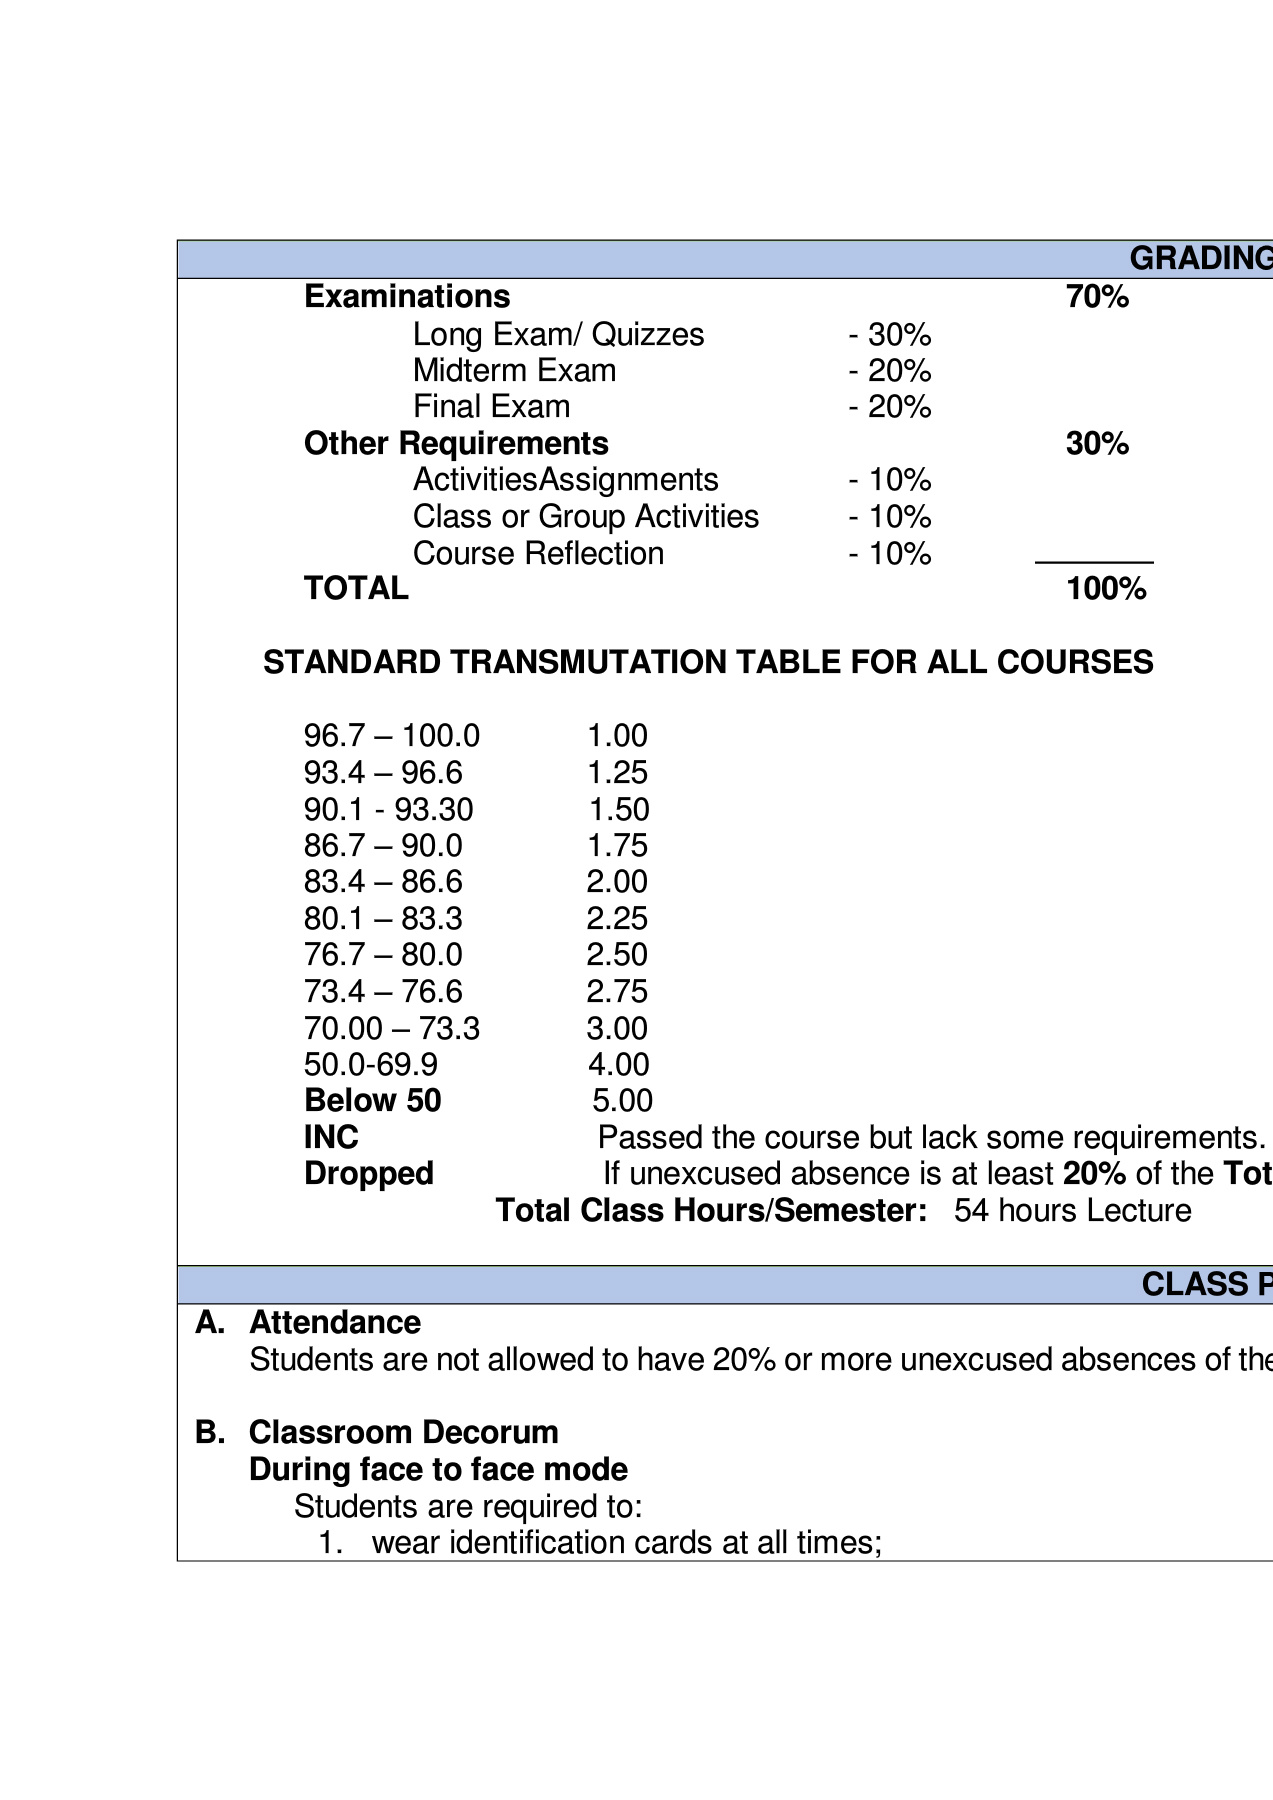 GRADING
Examinations 70%
Long Exam/ Quizzes - 30%
Midterm Exam - 20%
Final Exam - 20%
Other Requirements 30%
ActivitiesAssignments - 10%
Class or Group Activities - 10%
Course Reflection - 10%
TOTAL 100%
STANDARD TRANSMUTATION TABLE FOR ALL COURSES
96.7 – 100.0 1.00
93.4 – 96.6 1.25
90.1 - 93.30 1.50
86.7 – 90.0 1.75
83.4 – 86.6 2.00
80.1 – 83.3 2.25
76.7 – 80.0 2.50
73.4 – 76.6 2.75
70.00 – 73.3 3.00
50.0-69.9 4.00
Below 50 5.00
INC Passed the course but lack some requirements.
Dropped If unexcused absence is at least 20% of the
Total Class Hours/Semester: 54 hours Lecture
CLASS
A. Attendance
Students are not allowed to have 20% or more unexcused absences of the
B. Classroom Decorum
During face to face mode
Students are required to:
1. wear identification cards at all times;